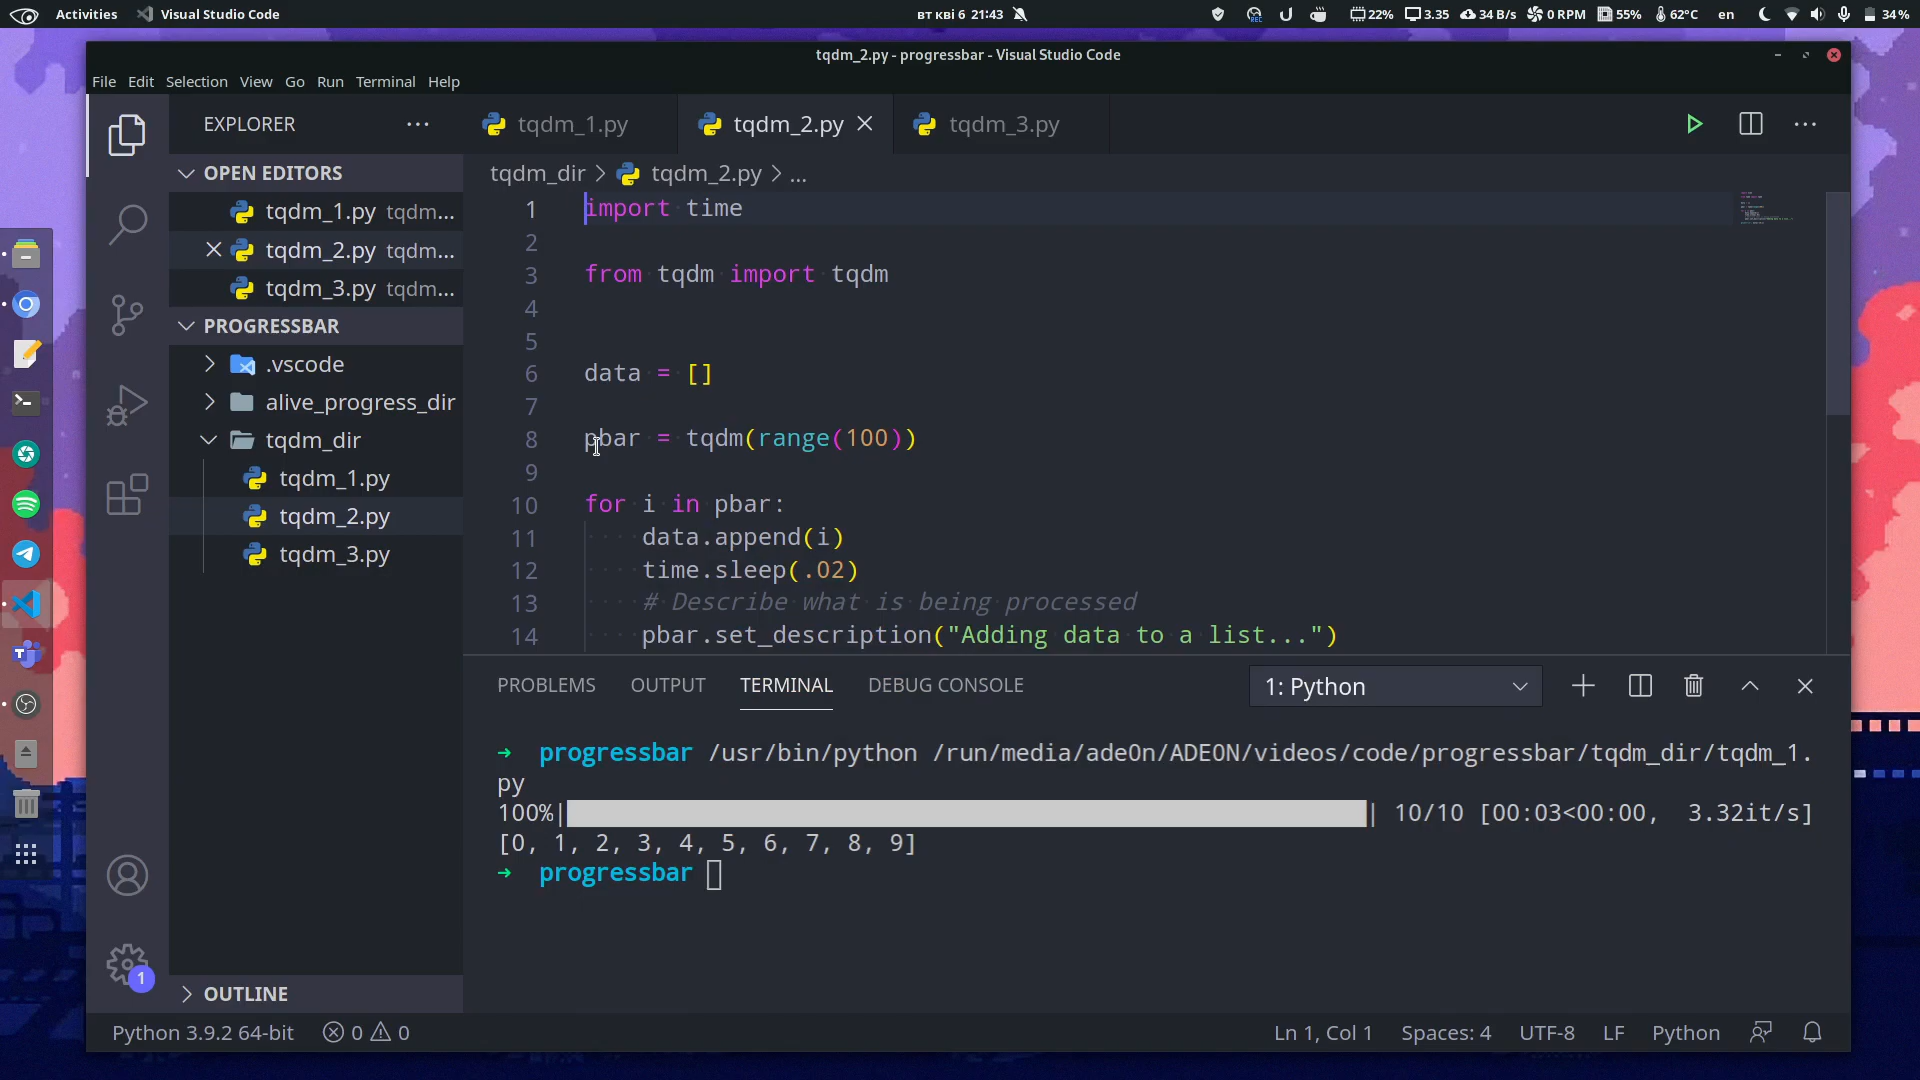 Activities Visual Studio Code вт кві 6 21:43 22% 3.35 34 B/s 0 RPM 55% 62°C en 34%
tqdm_2.py - progressbar - Visual Studio Code
File Edit Selection View Go Run Terminal Help
EXPLORER
OPEN EDITORS
tqdm_1.py tqdm...
tqdm_2.py tqdm...
tqdm_3.py tqdm...
PROGRESSBAR
.vscode
alive_progress_dir
tqdm_dir
tqdm_1.py
tqdm_2.py
tqdm_3.py
OUTLINE
tqdm_1.py tqdm_2.py tqdm_3.py
tqdm_dir > tqdm_2.py > ...
1 import time
2
3 from tqdm import tqdm
4
5
6 data = []
7
8 pbar = tqdm(range(100))
9
10 for i in pbar:
11 data.append(i)
12 time.sleep(.02)
13 # Describe what is being processed
14 pbar.set_description("Adding data to a list...")
PROBLEMS OUTPUT TERMINAL DEBUG CONSOLE 1: Python
→ progressbar /usr/bin/python /run/media/ade0n/ADE0N/videos/code/progressbar/tqdm_dir/tqdm_1.
py
100%| | 10/10 [00:03<00:00, 3.32it/s]
[0, 1, 2, 3, 4, 5, 6, 7, 8, 9]
→ progressbar
1
Python 3.9.2 64-bit 0 0 Ln 1, Col 1 Spaces: 4 UTF-8 LF Python